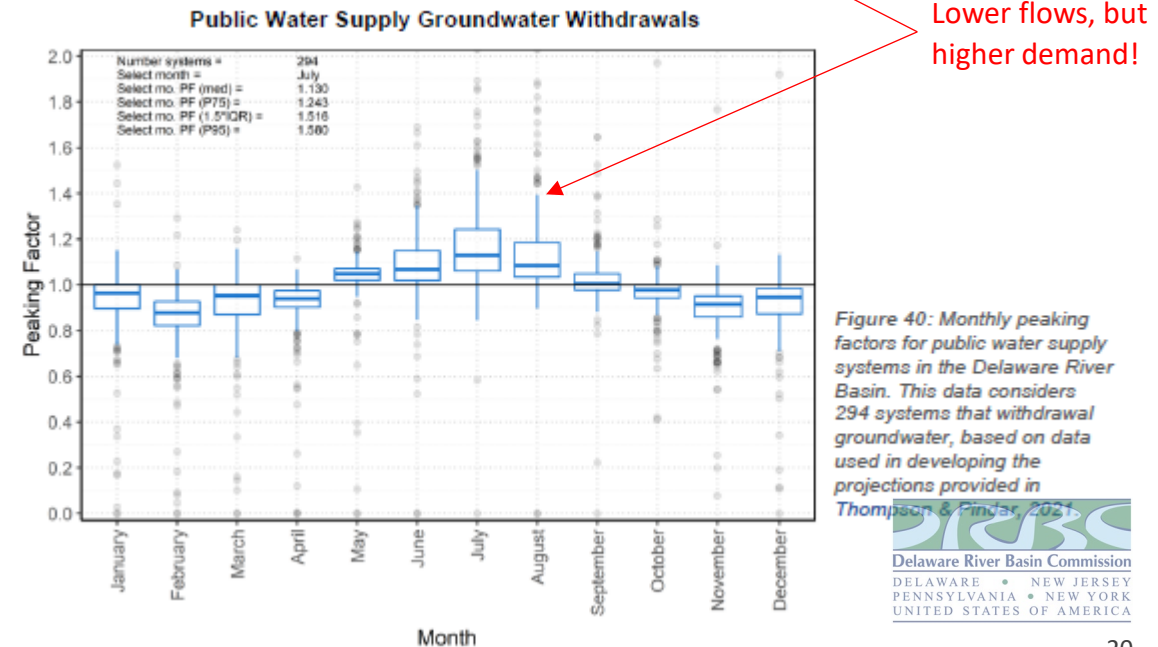 Public Water Supply Groundwater Withdrawals
Lower flows, but
higher demand!
Number systems = 294
Select month = July
Select mo. PF (med) = 1.130
Select mo. PF (P75) = 1.243
Select mo. PF (1.5*IQR) = 1.516
Select mo. PF (P95) = 1.580
Peaking Factor
2.0
1.8
1.6
1.4
1.2
1.0
0.8
0.6
0.4
0.2
0.0
January
February
March
April
May
June
July
August
September
October
November
December
Month
Figure 40: Monthly peaking
factors for public water supply
systems in the Delaware River
Basin. This data considers
294 systems that withdrawal
groundwater, based on data
used in developing the
projections provided in
Thompson & Pindar, 2021.
DRBC
Delaware River Basin Commission
DELAWARE • NEW JERSEY
PENNSYLVANIA • NEW YORK
UNITED STATES OF AMERICA